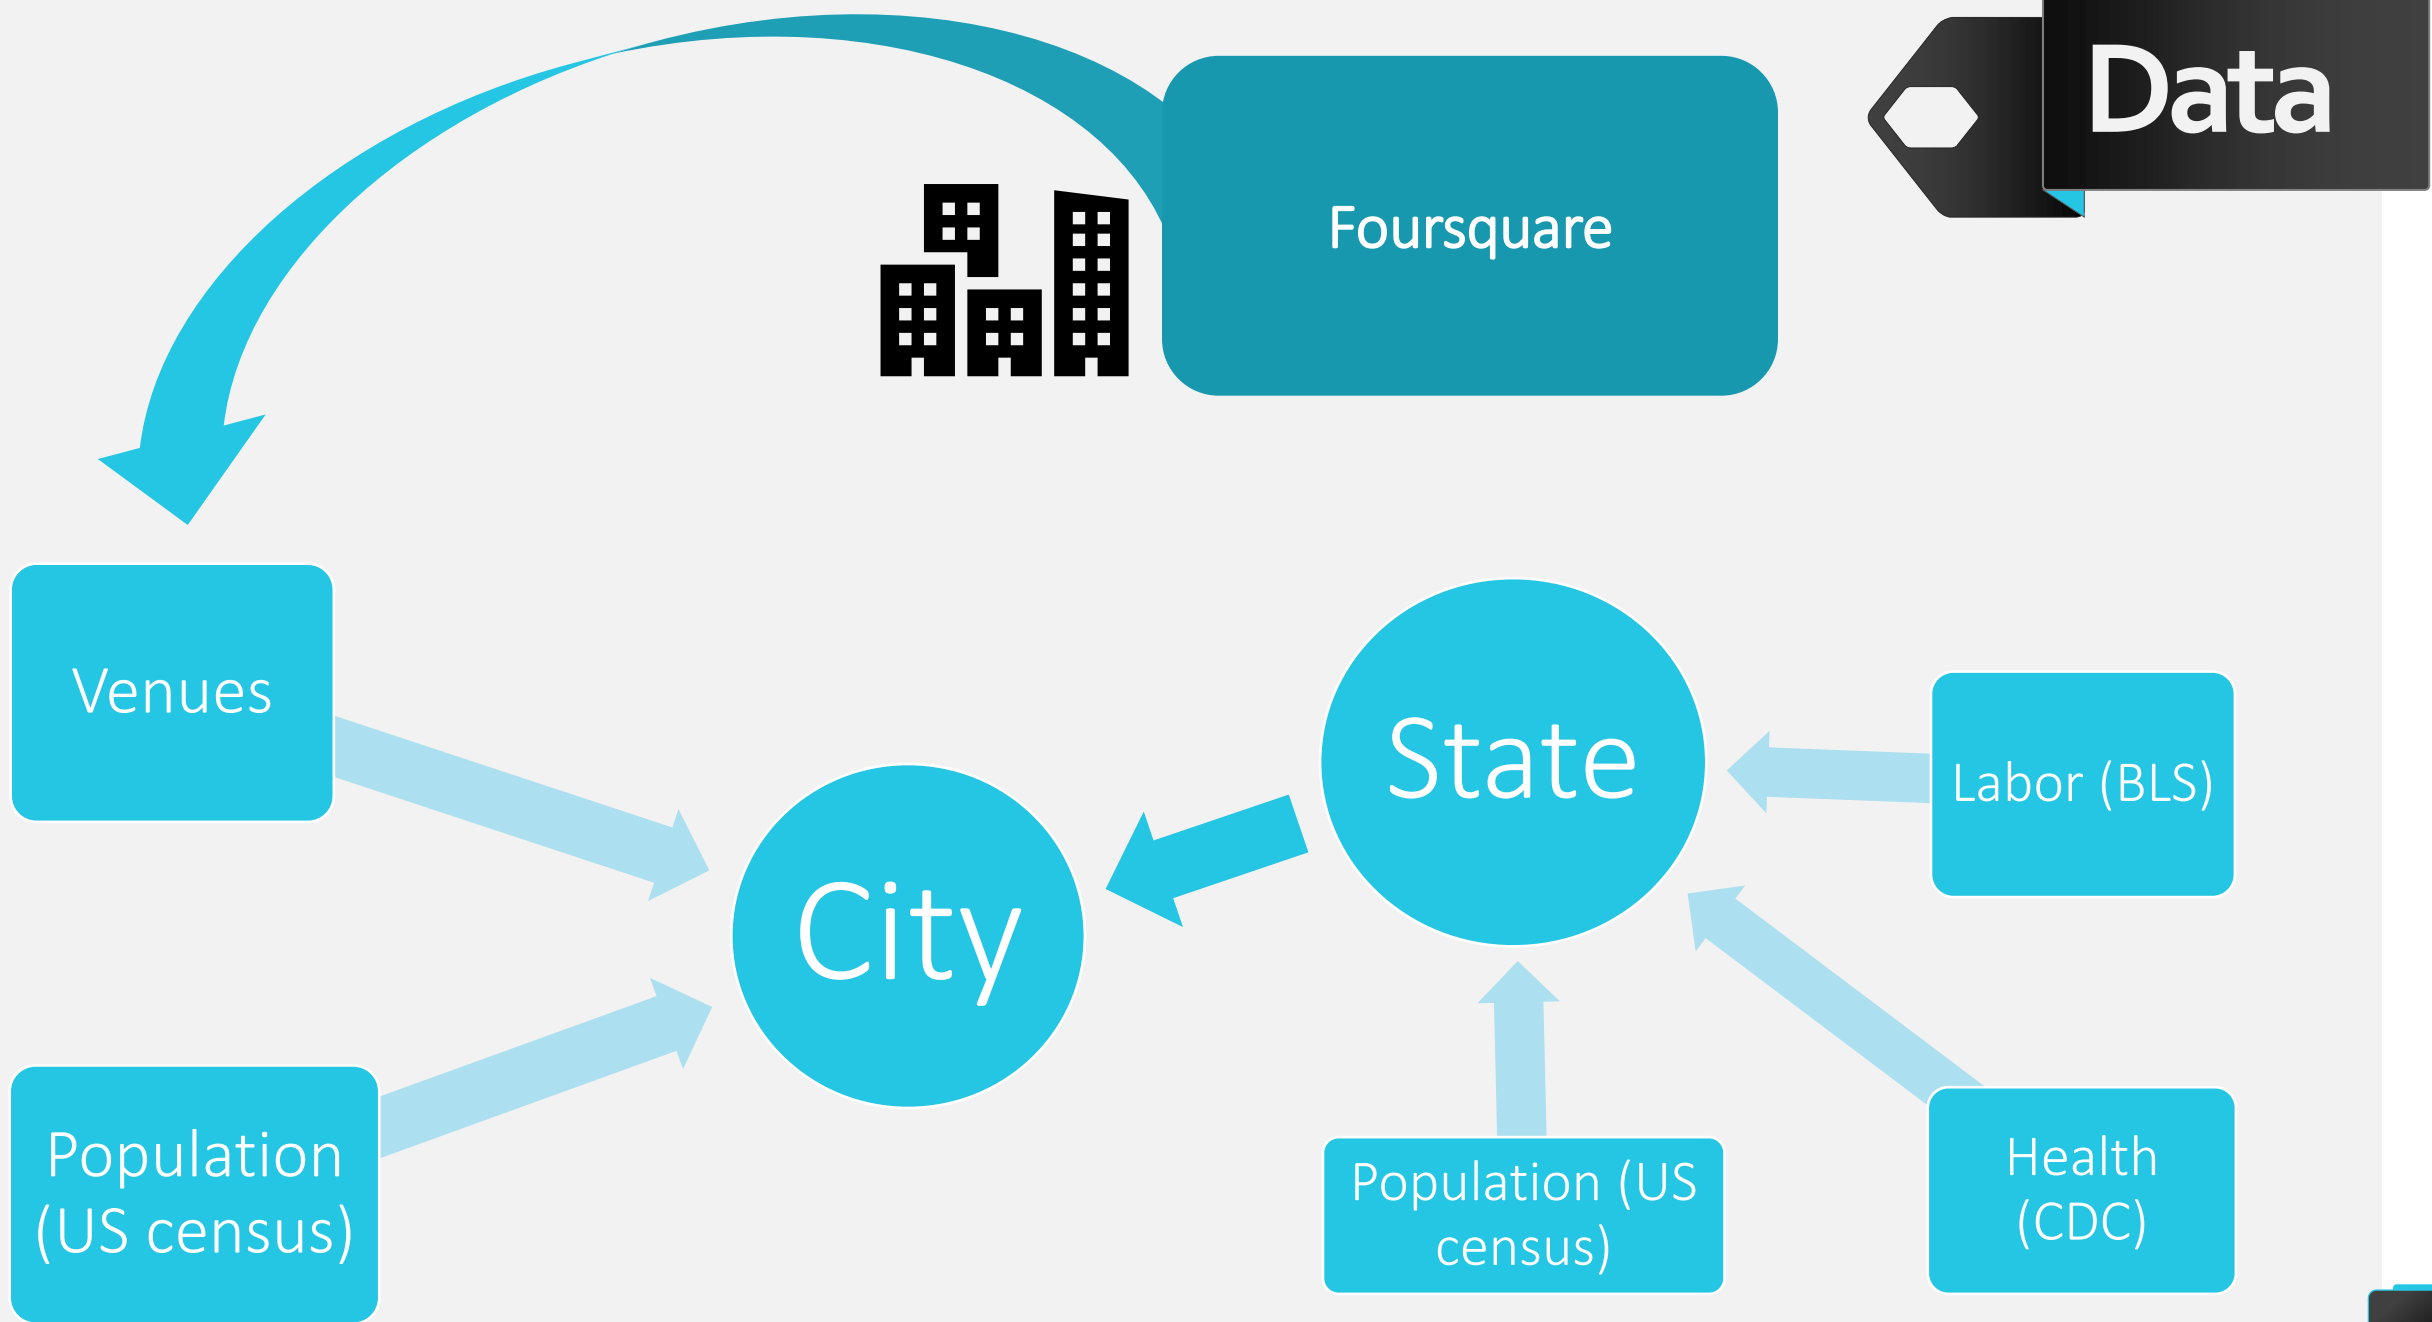 Data
Foursquare
Venues
State
Labor (BLS)
City
Population
(US census)
Population (US
census)
Health
(CDC)